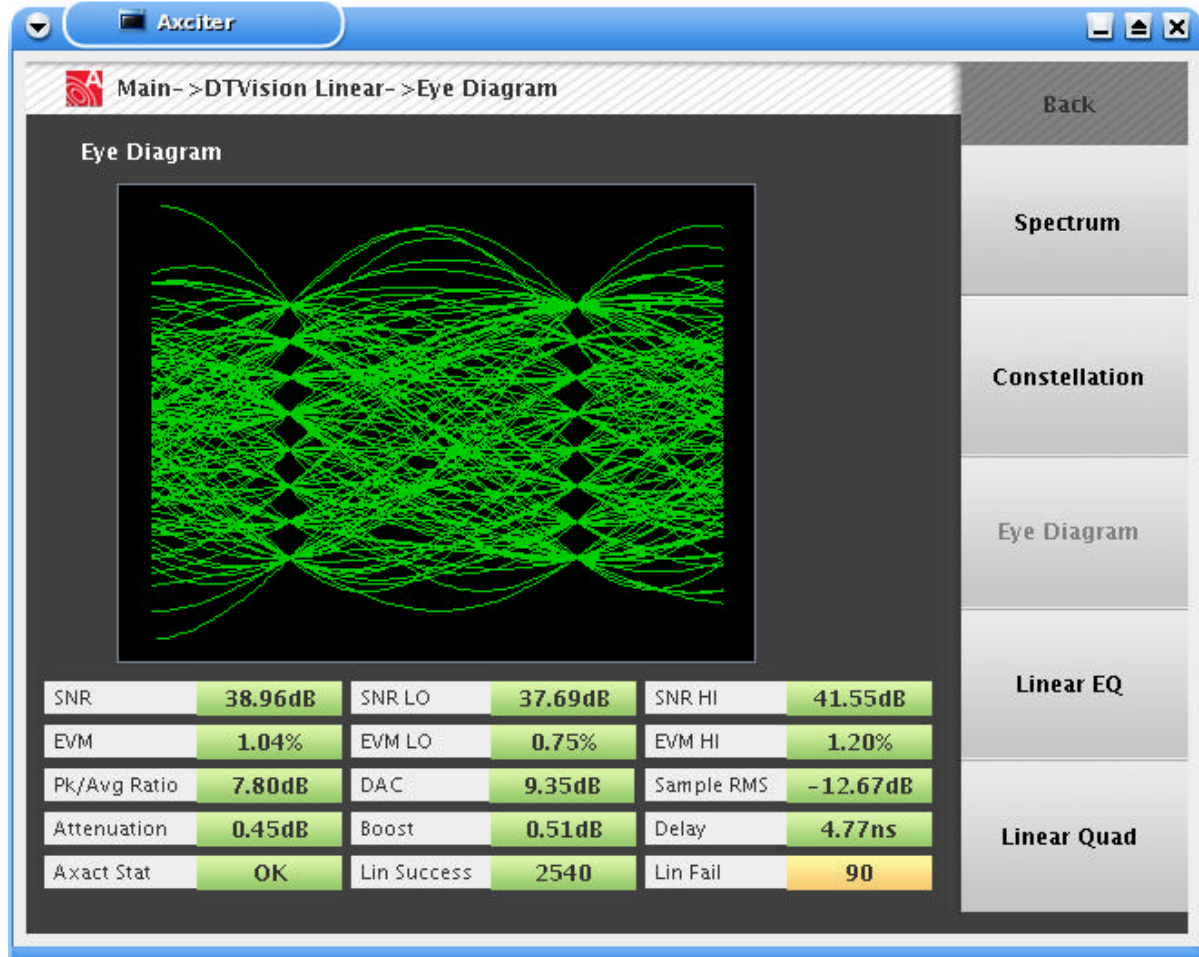 Axciter
A
Main->DTVision Linear->Eye Diagram
Back
Eye Diagram
Spectrum
Constellation
Eye Diagram
Linear EQ
Linear Quad
SNR 38.96dB SNR LO 37.69dB SNR HI 41.55dB
EVM 1.04% EVM LO 0.75% EVM HI 1.20%
Pk/Avg Ratio 7.80dB DAC 9.35dB Sample RMS -12.67dB
Attenuation 0.45dB Boost 0.51dB Delay 4.77ns
Axact Stat OK Lin Success 2540 Lin Fail 90